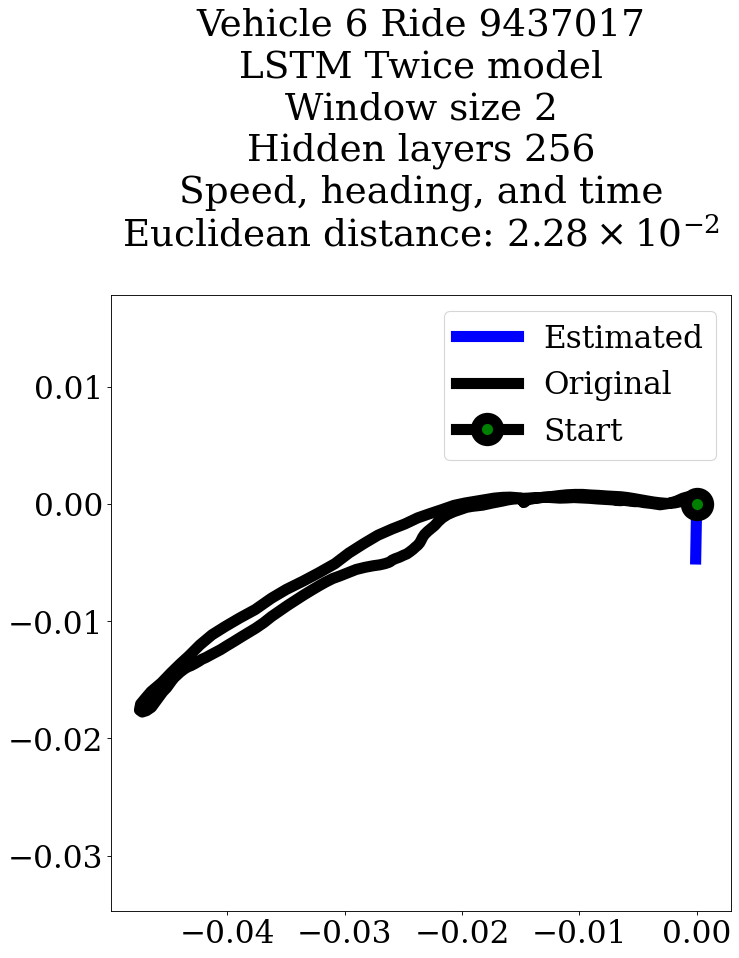 Vehicle 6 Ride 9437017
LSTM Twice model
Window size 2
Hidden layers 256
Speed, heading, and time
Euclidean distance: 2.28 × 10⁻²
Estimated
Original
Start
0.01
0.00
−0.01
−0.02
−0.03
−0.04 −0.03 −0.02 −0.01 0.00